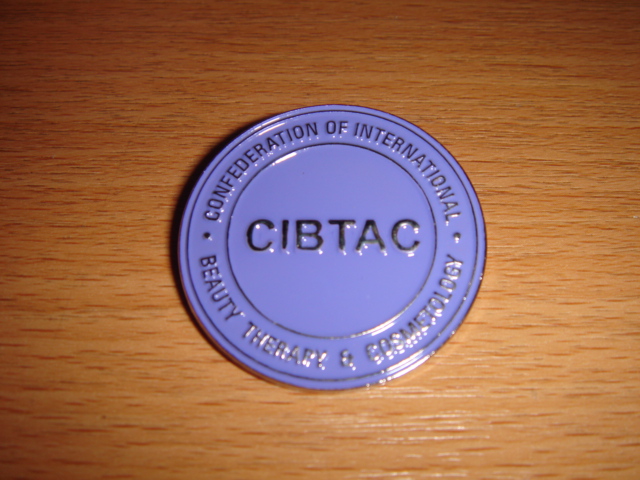 • CONFEDERATION OF INTERNATIONAL •
CIBTAC
BEAUTY THERAPY & COSMETOLOGY